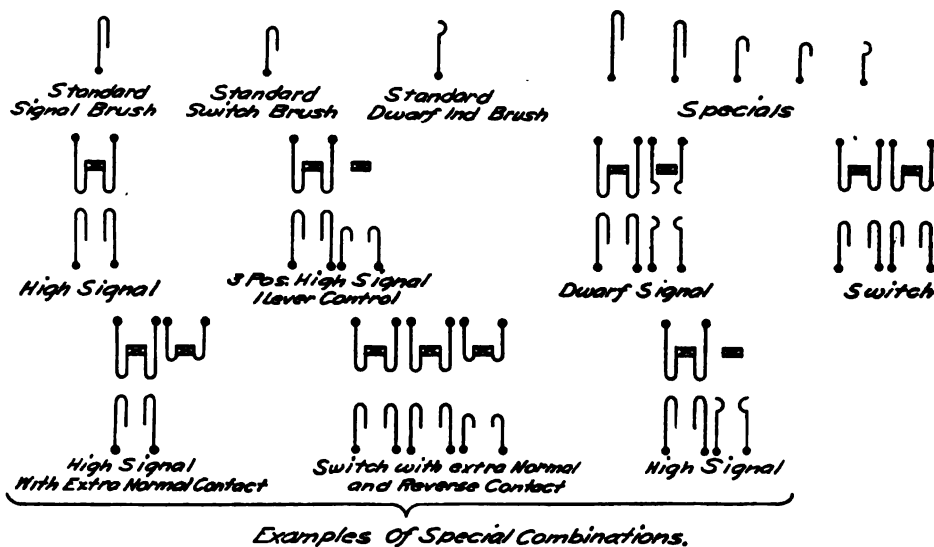 Standard
Signal Brush
Standard
Switch Brush
Standard
Dwarf Ind Brush
Specials
High Signal
3 Pos. High Signal
1 Lever Control
Dwarf Signal
Switch
High Signal
With Extra Normal Contact
Switch with extra Normal
and Reverse Contact
High Signal
Examples Of Special Combinations.